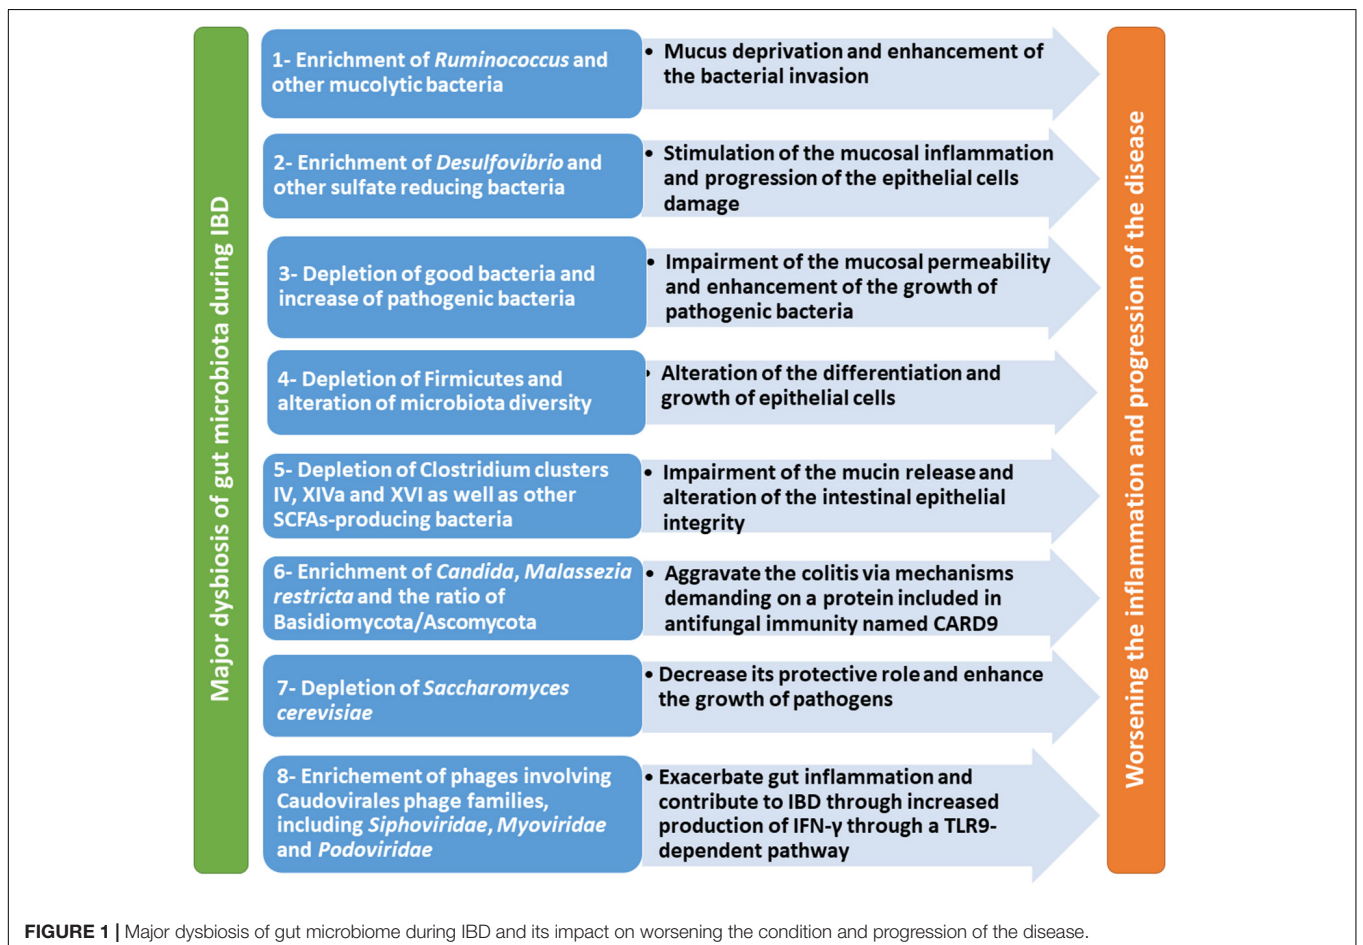 Major dysbiosis of gut microbiota during IBD
1- Enrichment of Ruminococcus and
other mucolytic bacteria
• Mucus deprivation and enhancement of
the bacterial invasion
2- Enrichment of Desulfovibrio and
other sulfate reducing bacteria
• Stimulation of the mucosal inflammation
and progression of the epithelial cells
damage
3- Depletion of good bacteria and
increase of pathogenic bacteria
• Impairment of the mucosal permeability
and enhancement of the growth of
pathogenic bacteria
4- Depletion of Firmicutes and
alteration of microbiota diversity
• Alteration of the differentiation and
growth of epithelial cells
5- Depletion of Clostridium clusters
IV, XIVa and XVI as well as other
SCFAs-producing bacteria
• Impairment of the mucin release and
alteration of the intestinal epithelial
integrity
6- Enrichment of Candida, Malassezia
restricta and the ratio of
Basidiomycota/Ascomycota
• Aggravate the colitis via mechanisms
demanding on a protein included in
antifungal immunity named CARD9
7- Depletion of Saccharomyces
cerevisiae
• Decrease its protective role and enhance
the growth of pathogens
8- Enrichement of phages involving
Caudovirales phage families,
including Siphoviridae, Myoviridae
and Podoviridae
• Exacerbate gut inflammation and
contribute to IBD through increased
production of IFN-γ through a TLR9-
dependent pathway
Worsening the inflammation and progression of the disease
FIGURE 1 | Major dysbiosis of gut microbiome during IBD and its impact on worsening the condition and progression of the disease.